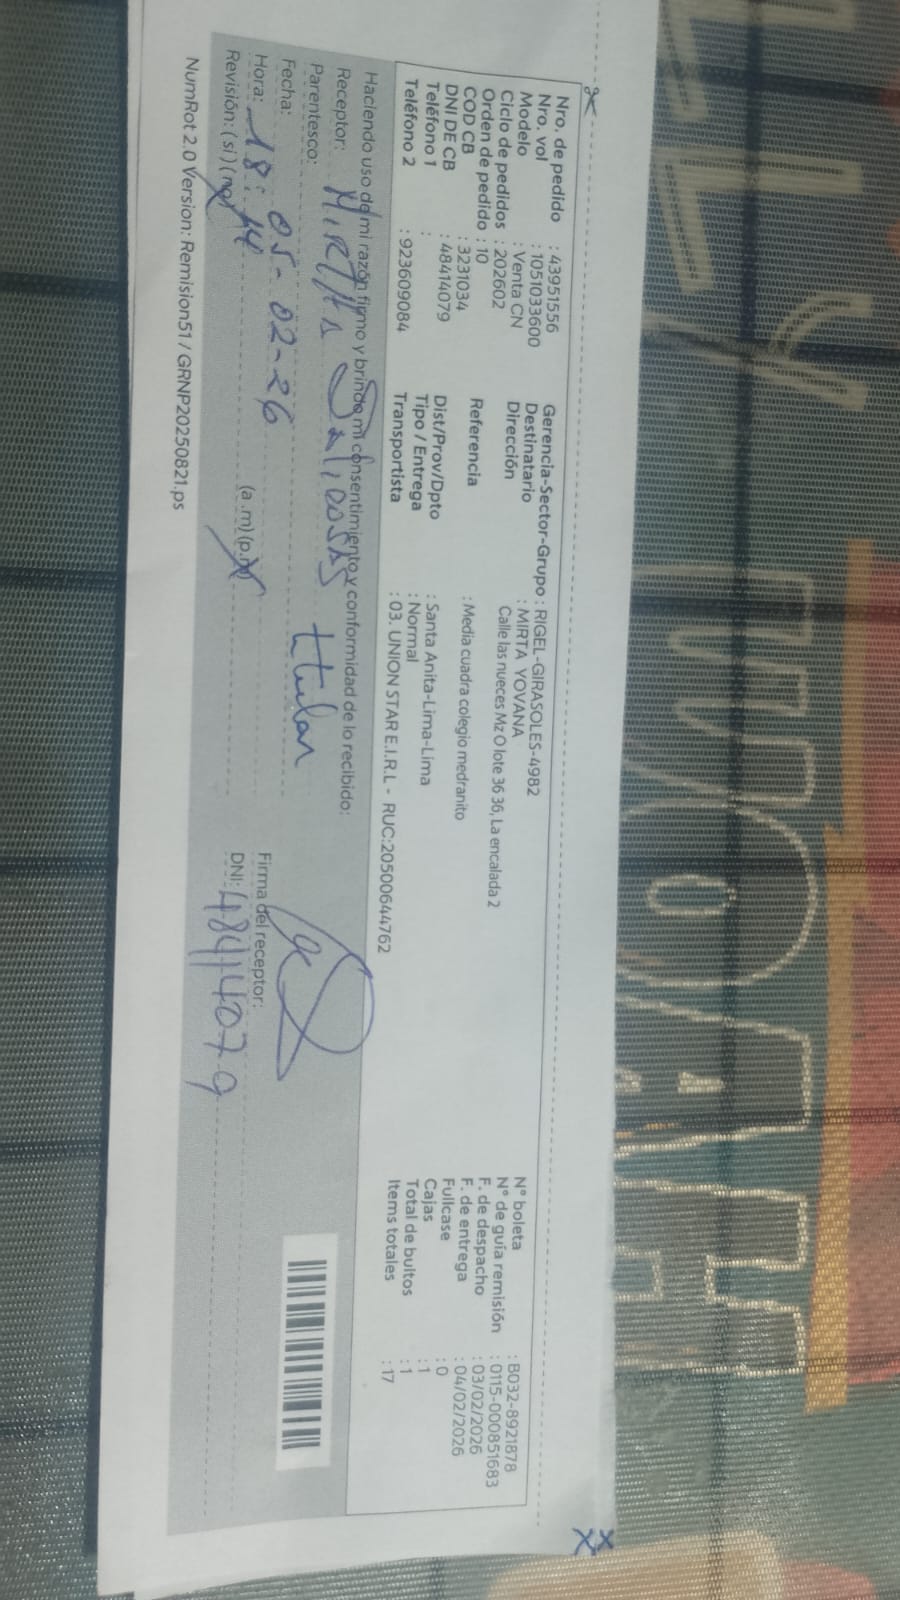 Nro. de pedido : 43951556
Nro. vol : 1051033600
Modelo : Venta CN
Ciclo de pedidos : 202602
Orden de pedido : 10
COD CB : 3231034
DNI DE CB : 48414079
Teléfono 1 :
Teléfono 2 : 923609084
Gerencia-Sector-Grupo : RIGEL-GIRASOLES-4982
Destinatario : MIRTA YOVANA
Dirección Calle las nueces Mz O lote 36 36, La encalada 2
Referencia : Media cuadra colegio medranito
Dist/Prov/Dpto : Santa Anita-Lima-Lima
Tipo / Entrega : Normal
Transportista : 03. UNION STAR E.I.R.L - RUC:20500644762
N° boleta : B032-8921878
N° de guía remisión : 0115-000851683
F. de despacho : 03/02/2026
F. de entrega : 04/02/2026
Fullcase : 0
Cajas : 1
Total de bultos : 1
Items totales : 17
Haciendo uso de mi razón firmo y brindo mi consentimiento y conformidad de lo recibido:
Receptor: Mirtha
Parentesco: titular
Fecha: 05-02-26
Hora: 18:14 (a.m)(p.m)
Revisión: (si) (no)
Firma del receptor:
DNI: 48414079
NumRot 2.0 Version: Remision51 / GRNP20250821.ps